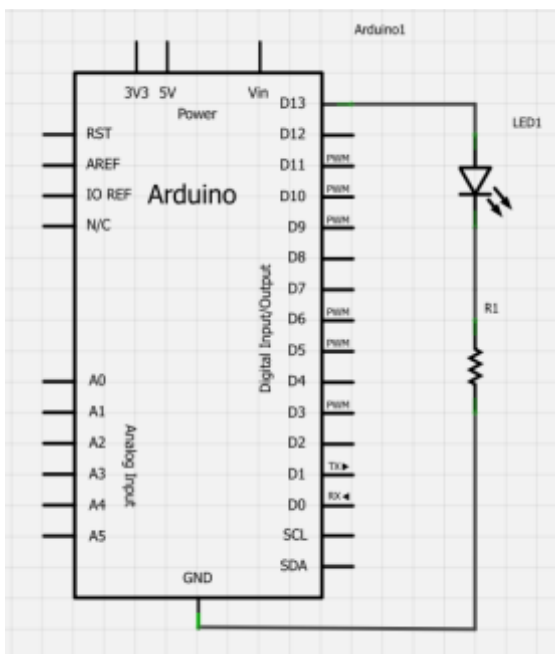 Arduino1
3V3 5V Vin
Power
D13
LED1
RST
D12
AREF
D11 PWM
IO REF
Arduino
D10 PWM
N/C
D9 PWM
D8
D7
R1
D6 PWM
Digital Input/Output
D5 PWM
A0
D4
A1
D3 PWM
Analog Input
A2
D2
A3
D1 TX
A4
D0 RX
A5
SCL
SDA
GND